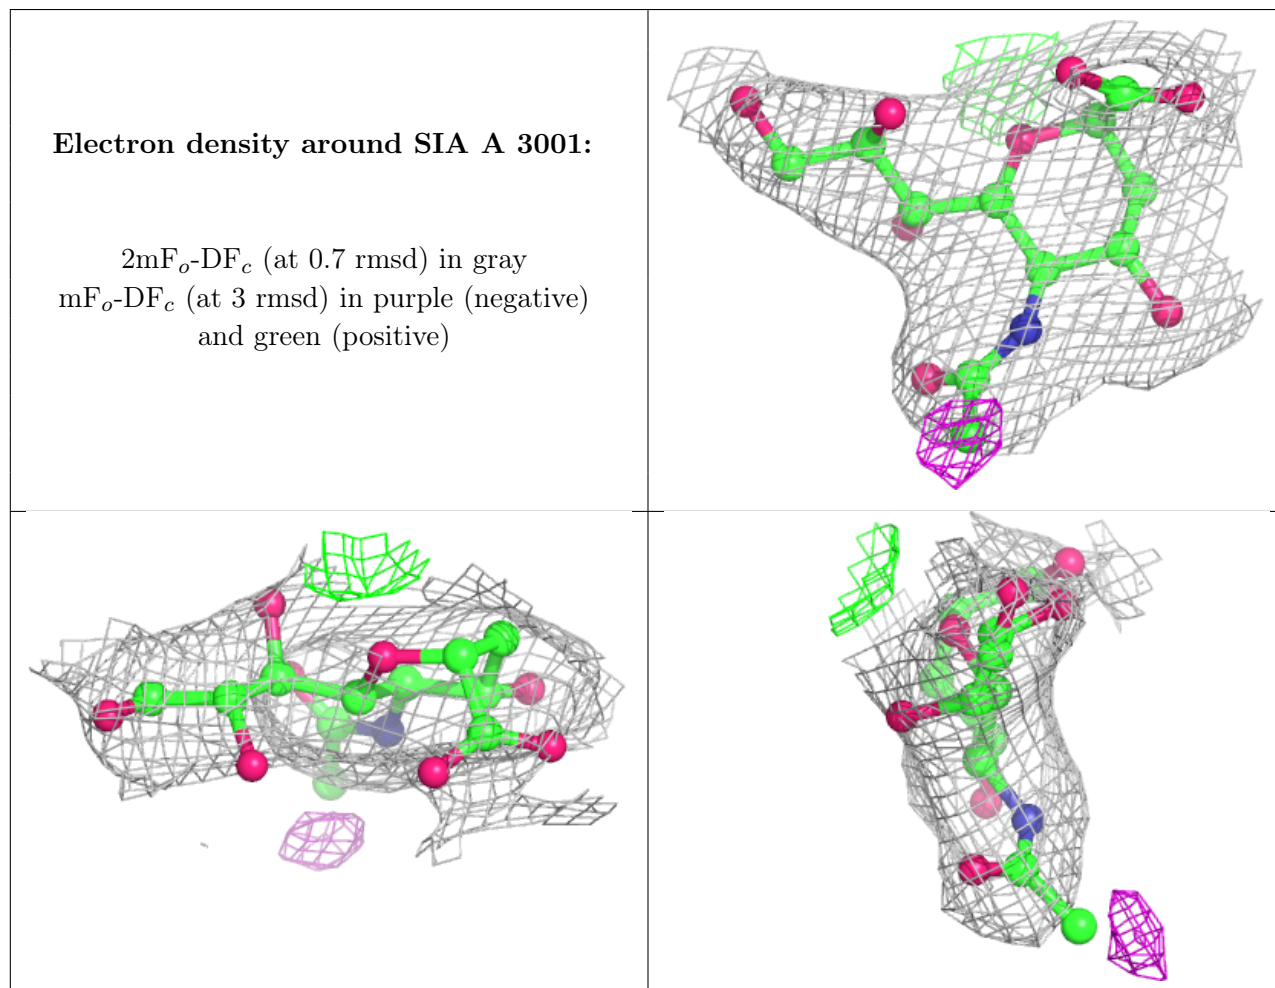 Electron density around SIA A 3001:
2mFo-DFc (at 0.7 rmsd) in gray
mFo-DFc (at 3 rmsd) in purple (negative)
and green (positive)